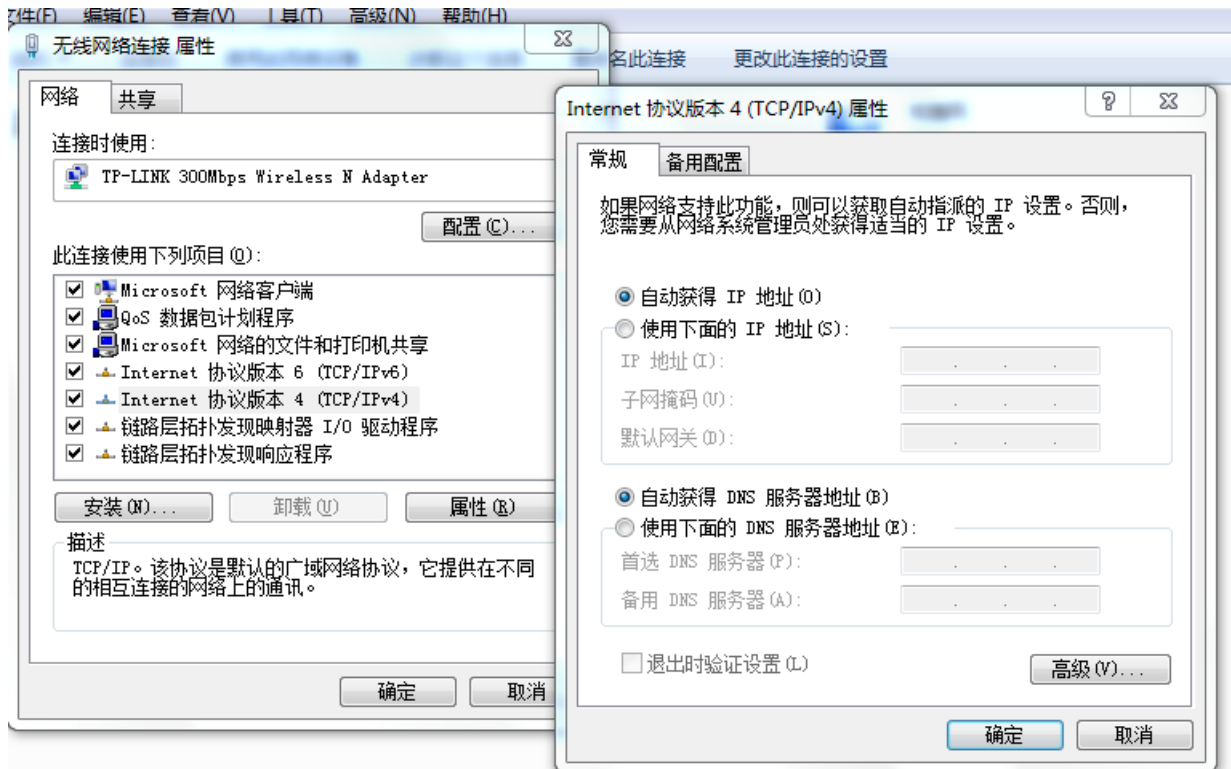 文件(F) 编辑(E) 查看(V) 工具(T) 高级(N) 帮助(H)
无线网络连接 属性
名此连接 更改此连接的设置
网络 共享
连接时使用:
TP-LINK 300Mbps Wireless N Adapter
配置(C)...
此连接使用下列项目(O):
Microsoft 网络客户端
QoS 数据包计划程序
Microsoft 网络的文件和打印机共享
Internet 协议版本 6 (TCP/IPv6)
Internet 协议版本 4 (TCP/IPv4)
链路层拓扑发现映射器 I/O 驱动程序
链路层拓扑发现响应程序
安装(N)... 卸载(U) 属性(R)
描述
TCP/IP。该协议是默认的广域网络协议，它提供在不同
的相互连接的网络上的通讯。
确定 取消
Internet 协议版本 4 (TCP/IPv4) 属性
常规 备用配置
如果网络支持此功能，则可以获取自动指派的 IP 设置。否则，
您需要从网络系统管理员处获得适当的 IP 设置。
自动获得 IP 地址(O)
使用下面的 IP 地址(S):
IP 地址(I):
子网掩码(U):
默认网关(D):
自动获得 DNS 服务器地址(B)
使用下面的 DNS 服务器地址(E):
首选 DNS 服务器(P):
备用 DNS 服务器(A):
退出时验证设置(L)
高级(V)...
确定 取消